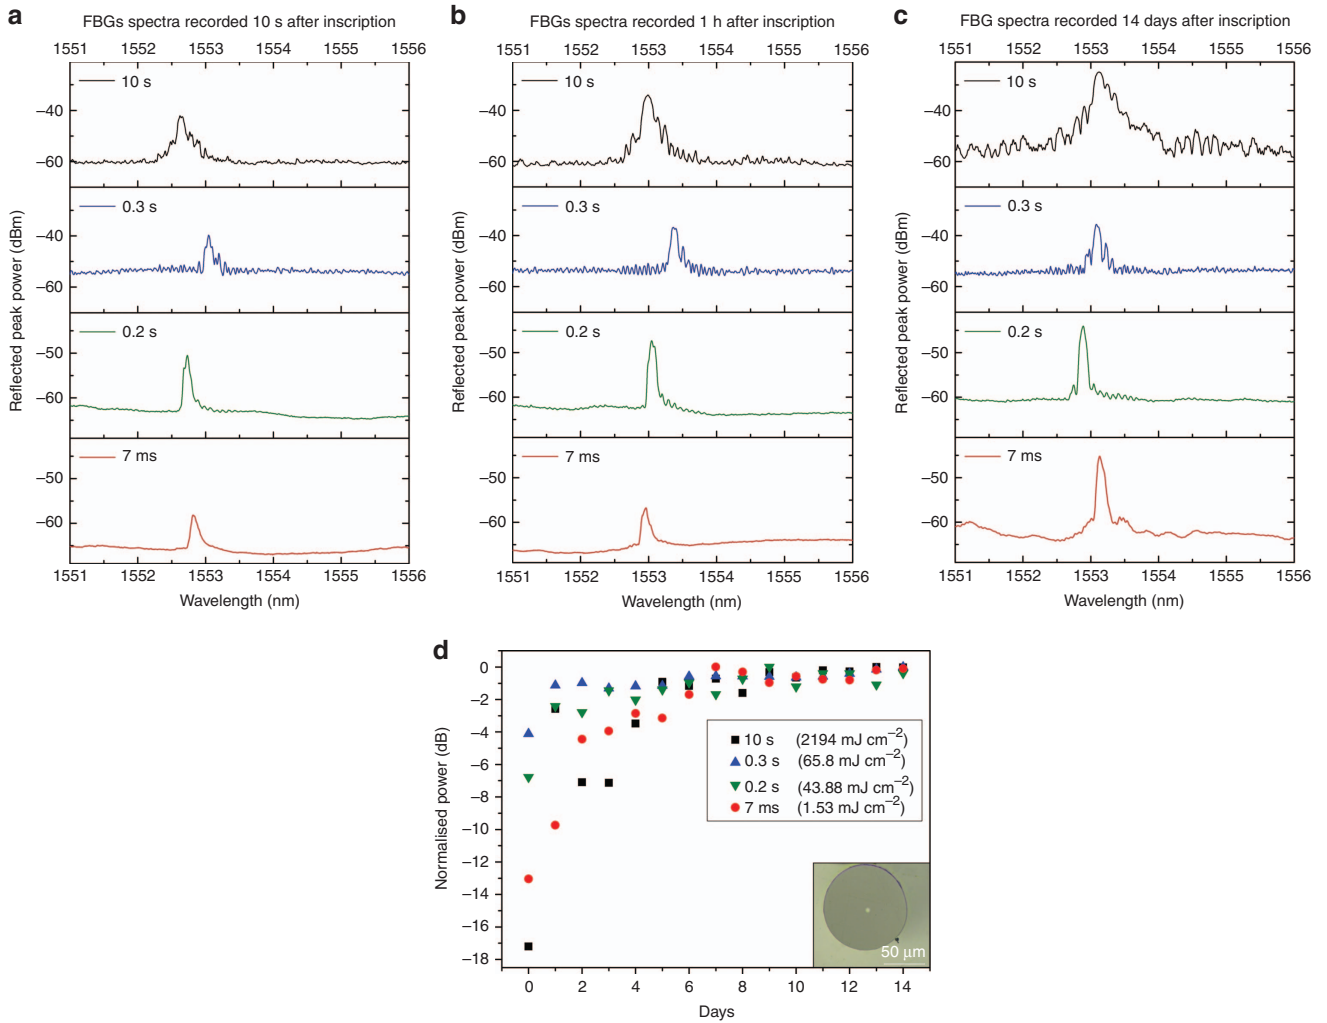 a
FBGs spectra recorded 10 s after inscription
1551 1552 1553 1554 1555 1556
10 s
−40
−60
0.3 s
−40
−60
0.2 s
−50
−60
7 ms
−50
−60
1551 1552 1553 1554 1555 1556
Wavelength (nm)
Reflected peak power (dBm)
b
FBGs spectra recorded 1 h after inscription
1551 1552 1553 1554 1555 1556
10 s
−40
−60
0.3 s
−40
−60
0.2 s
−50
−60
7 ms
−50
−60
1551 1552 1553 1554 1555 1556
Wavelength (nm)
Reflected peak power (dBm)
c
FBG spectra recorded 14 days after inscription
1551 1552 1553 1554 1555 1556
10 s
−40
−60
0.3 s
−40
−60
0.2 s
−50
−60
7 ms
−50
−60
1551 1552 1553 1554 1555 1556
Wavelength (nm)
Reflected peak power (dBm)
d
0
−2
−4
−6
−8
−10
−12
−14
−16
−18
Normalised power (dB)
10 s (2194 mJ cm−2)
0.3 s (65.8 mJ cm−2)
0.2 s (43.88 mJ cm−2)
7 ms (1.53 mJ cm−2)
50 μm
0 2 4 6 8 10 12 14
Days